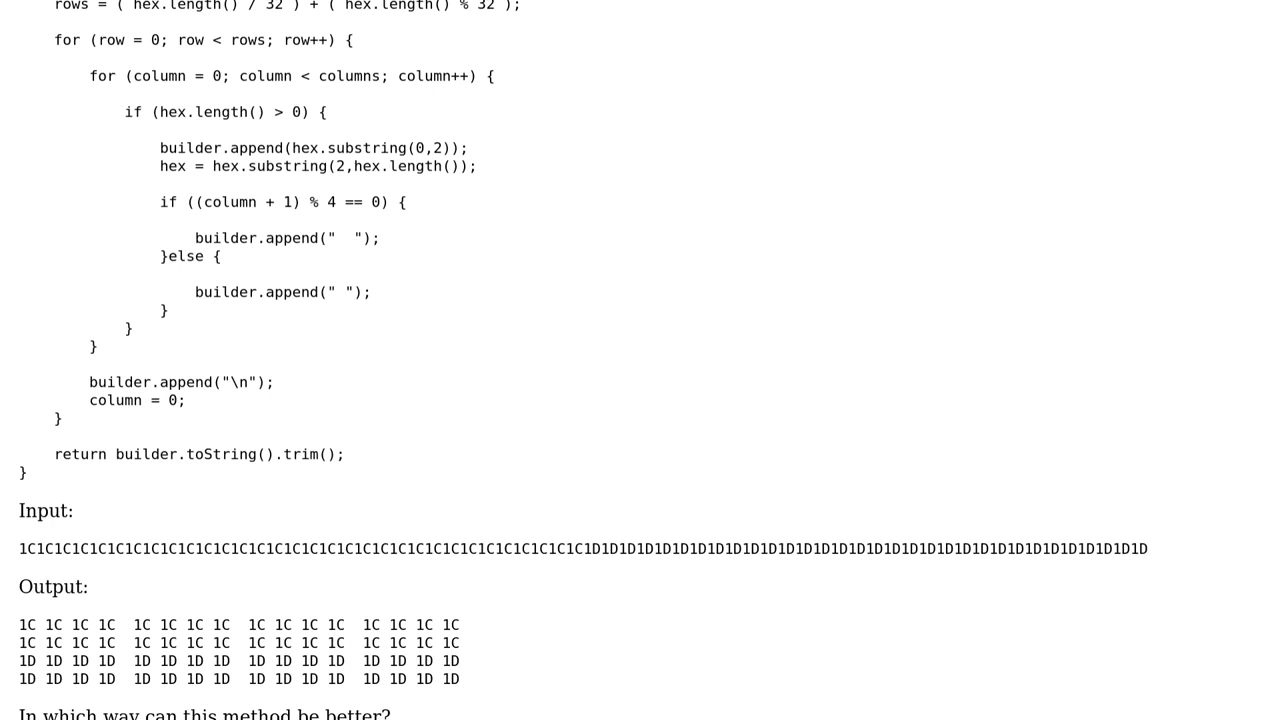 rows = ( hex.length() / 32 ) + ( hex.length() % 32 );
for (row = 0; row < rows; row++) {
for (column = 0; column < columns; column++) {
if (hex.length() > 0) {
builder.append(hex.substring(0,2));
hex = hex.substring(2,hex.length());
if ((column + 1) % 4 == 0) {
builder.append("  ");
}else {
builder.append(" ");
}
}
}
builder.append("\n");
column = 0;
}
return builder.toString().trim();
}
Input:
1C1C1C1C1C1C1C1C1C1C1C1C1C1C1C1C1C1C1C1C1C1C1C1C1C1C1C1C1C1C1C1C1D1D1D1D1D1D1D1D1D1D1D1D1D1D1D1D1D1D1D1D1D1D1D1D1D1D1D1D1D1D1D1D
Output:
1C 1C 1C 1C  1C 1C 1C 1C  1C 1C 1C 1C  1C 1C 1C 1C
1C 1C 1C 1C  1C 1C 1C 1C  1C 1C 1C 1C  1C 1C 1C 1C
1D 1D 1D 1D  1D 1D 1D 1D  1D 1D 1D 1D  1D 1D 1D 1D
1D 1D 1D 1D  1D 1D 1D 1D  1D 1D 1D 1D  1D 1D 1D 1D
In which way can this method be better?